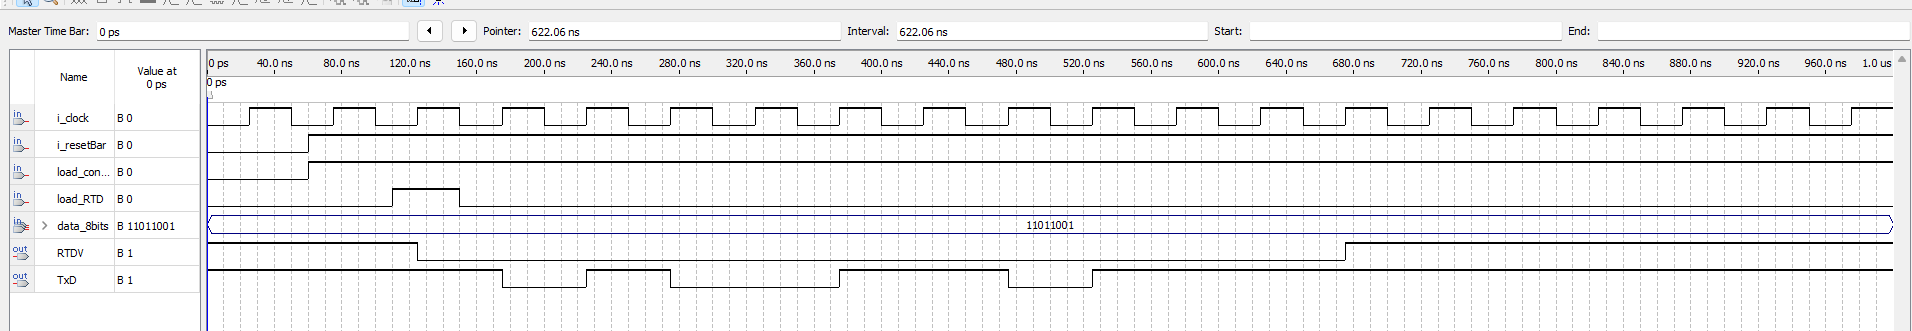 Master Time Bar: 0 ps Pointer: 622.06 ns Interval: 622.06 ns Start: End:
Name Value at 0 ps
0 ps 40.0 ns 80.0 ns 120.0 ns 160.0 ns 200.0 ns 240.0 ns 280.0 ns 320.0 ns 360.0 ns 400.0 ns 440.0 ns 480.0 ns 520.0 ns 560.0 ns 600.0 ns 640.0 ns 680.0 ns 720.0 ns 760.0 ns 800.0 ns 840.0 ns 880.0 ns 920.0 ns 960.0 ns 1.0 us
0 ps
in i_clock B 0
in i_resetBar B 0
in load_con... B 0
in load_RTD B 0
in data_8bits B 11011001 11011001
out RTDV B 1
out TxD B 1